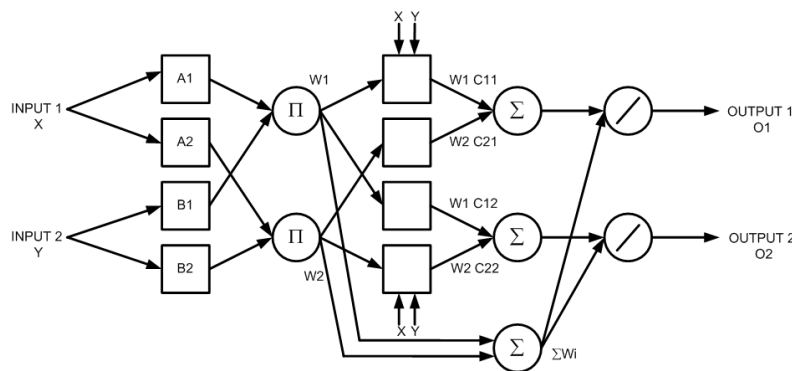 X Y
W1
A1
W1 C11
INPUT 1
X
Π
Σ
OUTPUT 1
O1
A2
W2 C21
B1
W1 C12
INPUT 2
Y
Π
Σ
OUTPUT 2
O2
B2
W2
W2 C22
X Y
Σ
ΣWi